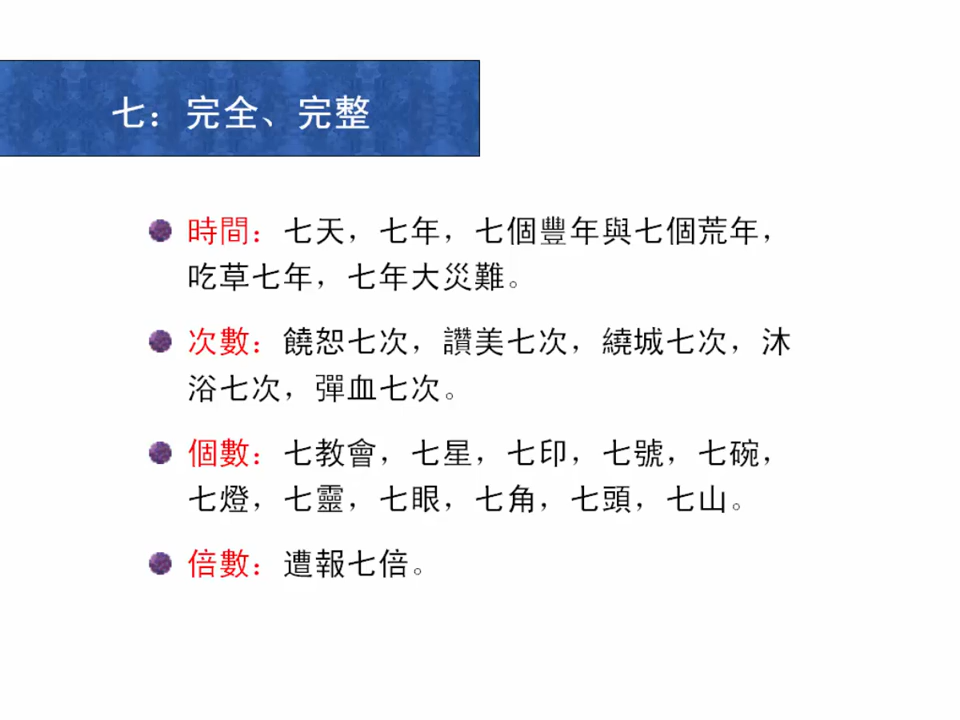 七：完全、完整
時間：七天，七年，七個豐年與七個荒年，
吃草七年，七年大災難。
次數：饒恕七次，讚美七次，繞城七次，沐
浴七次，彈血七次。
個數：七教會，七星，七印，七號，七碗，
七燈，七靈，七眼，七角，七頭，七山。
倍數：遭報七倍。